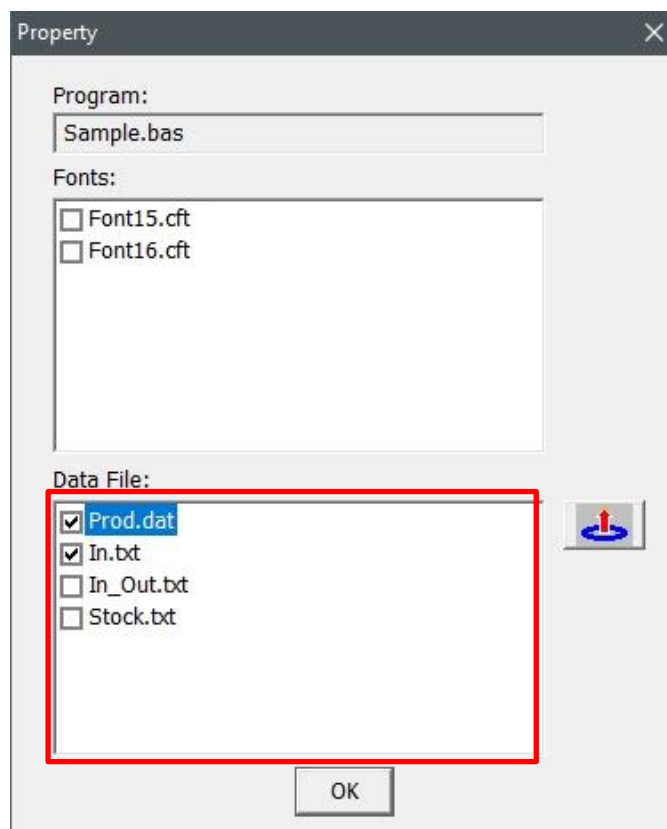 Property
Program:
Sample.bas
Fonts:
Font15.cft
Font16.cft
Data File:
Prod.dat
In.txt
In_Out.txt
Stock.txt
OK